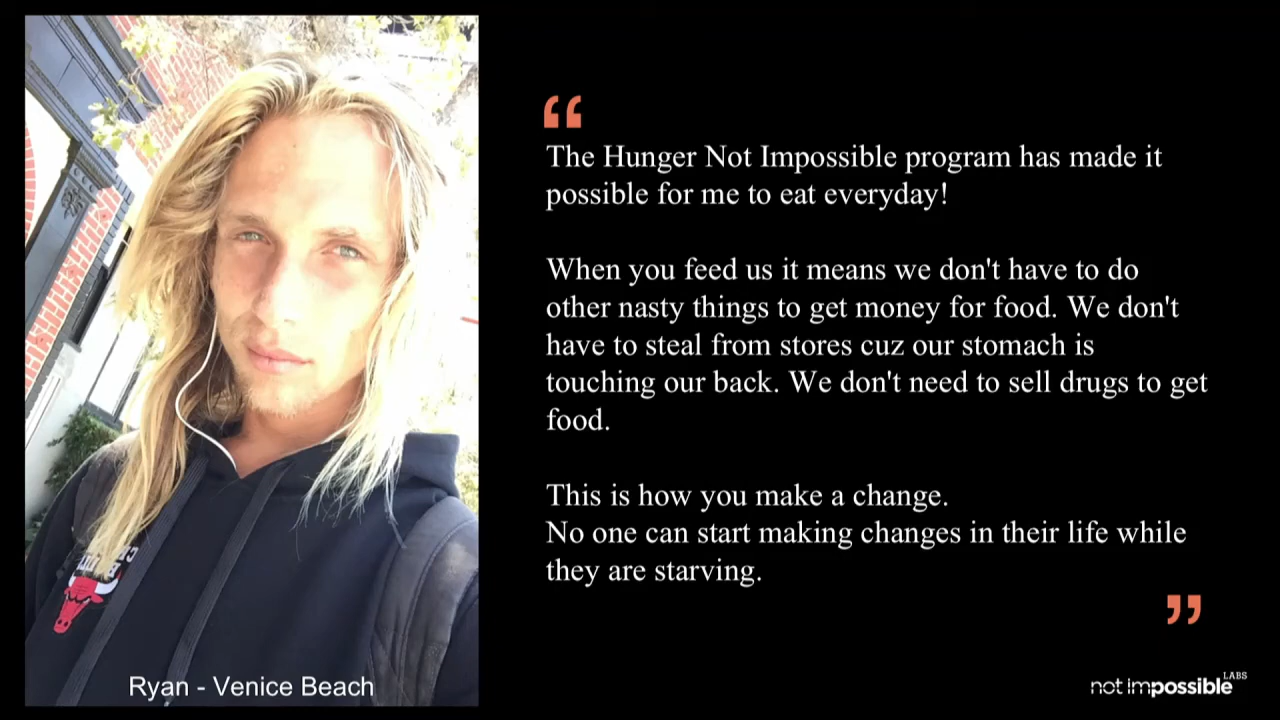 “
The Hunger Not Impossible program has made it
possible for me to eat everyday!
When you feed us it means we don't have to do
other nasty things to get money for food. We don't
have to steal from stores cuz our stomach is
touching our back. We don't need to sell drugs to get
food.
This is how you make a change.
No one can start making changes in their life while
they are starving.
”
Ryan - Venice Beach
not impossible LABS